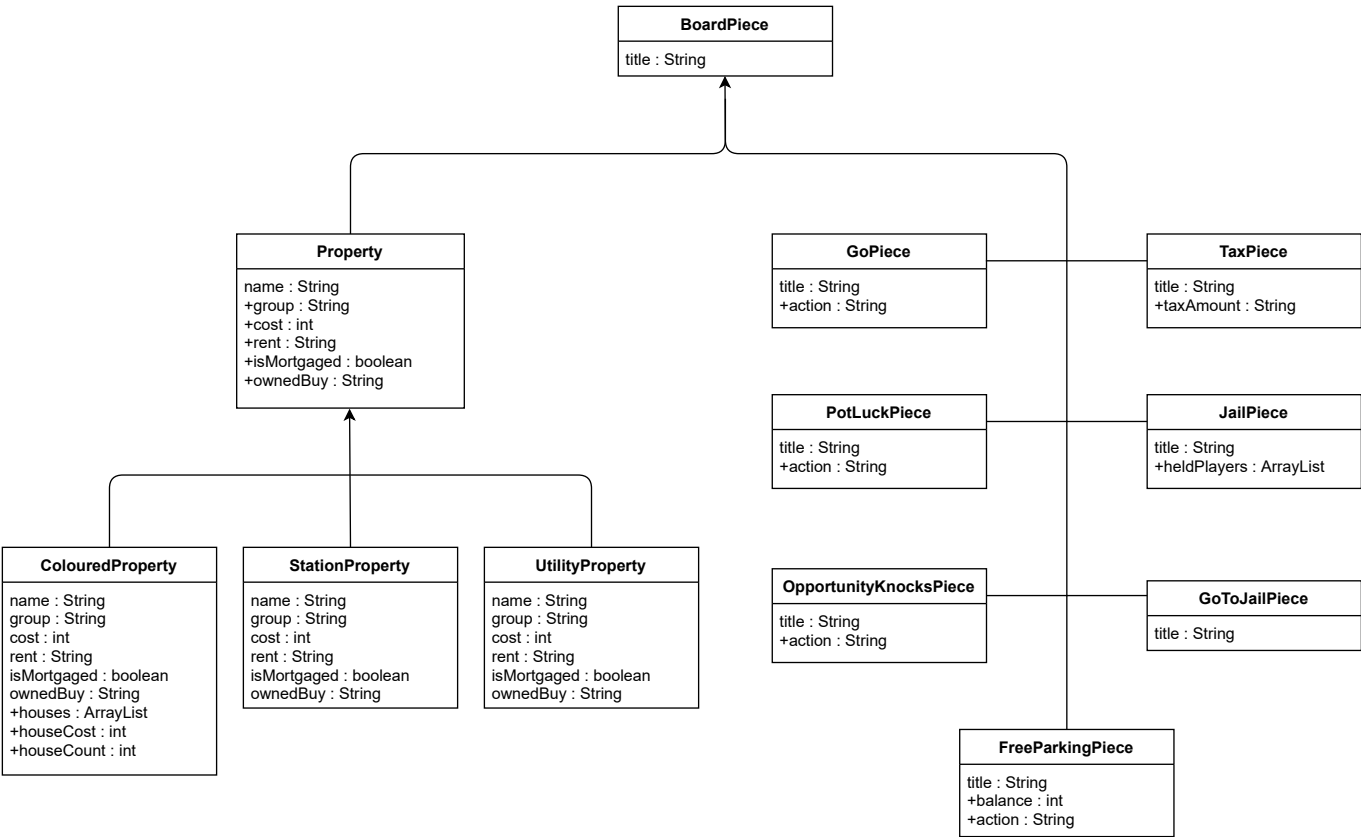 BoardPiece
title : String
Property
name : String
+group : String
+cost : int
+rent : String
+isMortgaged : boolean
+ownedBuy : String
GoPiece
title : String
+action : String
TaxPiece
title : String
+taxAmount : String
PotLuckPiece
title : String
+action : String
JailPiece
title : String
+heldPlayers : ArrayList
ColouredProperty
name : String
group : String
cost : int
rent : String
isMortgaged : boolean
ownedBuy : String
+houses : ArrayList
+houseCost : int
+houseCount : int
StationProperty
name : String
group : String
cost : int
rent : String
isMortgaged : boolean
ownedBuy : String
UtilityProperty
name : String
group : String
cost : int
rent : String
isMortgaged : boolean
ownedBuy : String
OpportunityKnocksPiece
title : String
+action : String
GoToJailPiece
title : String
FreeParkingPiece
title : String
+balance : int
+action : String